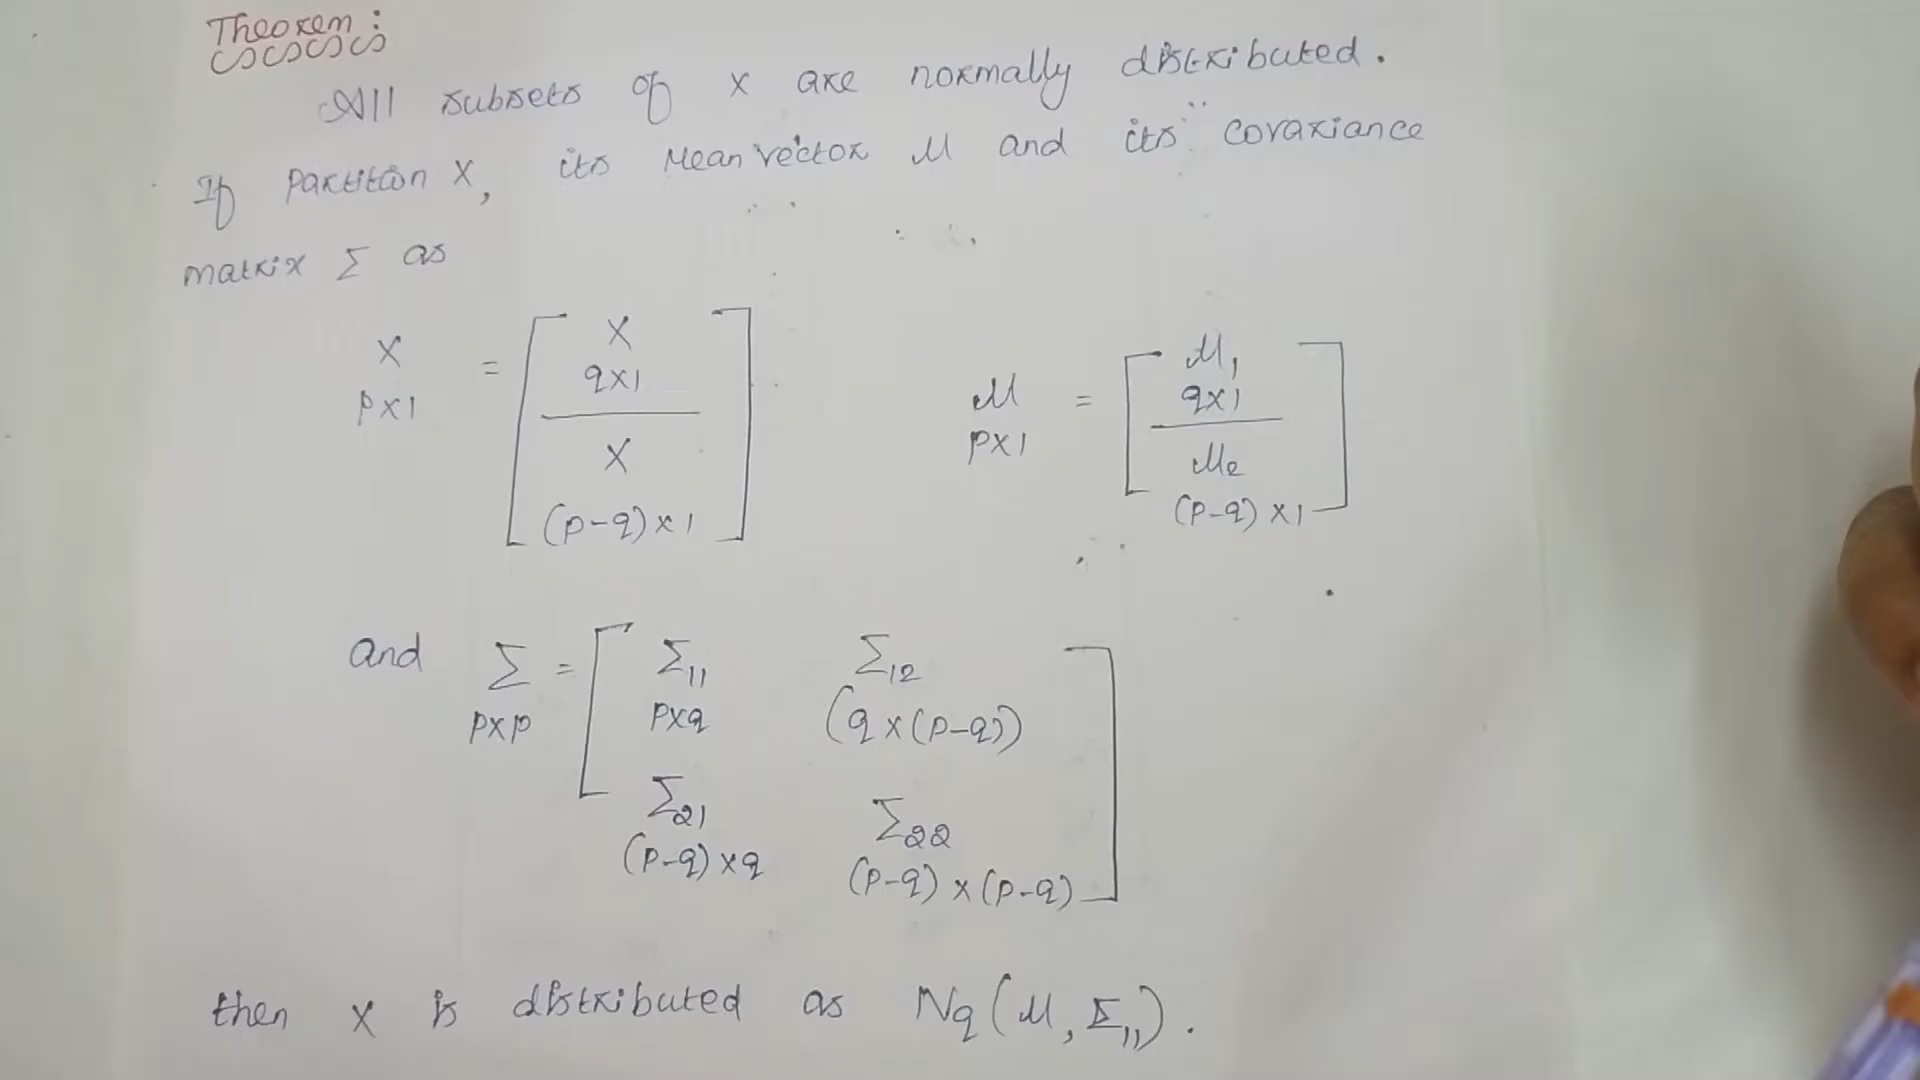 Theorem :
All subsets of X are normally distributed.
If Partition X, its Mean vector μ and its covariance
matrix Σ as
X
p×1
=
X
q×1
X
(p-q)×1
μ
p×1
=
μ1
q×1
μ2
(p-q)×1
and Σ = Σ11 Σ12
p×p p×q (q×(p-q))
Σ21 Σ22
(p-q)×q (p-q)×(p-q)
then X is distributed as Nq(μ, Σ11).